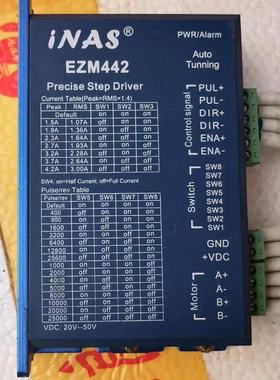 iNAS®
EZM442
Precise Step Driver
Current Table(Peak=RMS×1.4)
Peak RMS SW1 SW2 SW3
Default on on on
1.5A 1.07A off on on
1.9A 1.36A on off on
2.3A 1.64A off off on
2.7A 1.93A on on off
3.2A 2.28A off on off
3.7A 2.64A on off off
4.2A 3.00A off off off
SW4: on=Half Current, off=Full Current
Pulse/rev Table
Pulse/rev SW5 SW6 SW7 SW8
Default on on on on
400 off on on on
800 on off on on
1600 off off on on
3200 on on off on
6400 off on off on
12800 on off off on
25600 off off off on
1000 on on on off
2000 off on on off
4000 on off on off
5000 off off on off
8000 on on off off
10000 off on off off
20000 on off off off
25000 off off off off
VDC: 20V--50V
PWR/Alarm
Auto
Tunning
Control signal
PUL+
PUL-
DIR+
DIR-
ENA+
ENA-
Switch
SW8
SW7
SW6
SW5
SW4
SW3
SW2
SW1
GND
+VDC
Motor
A+
A-
B+
B-